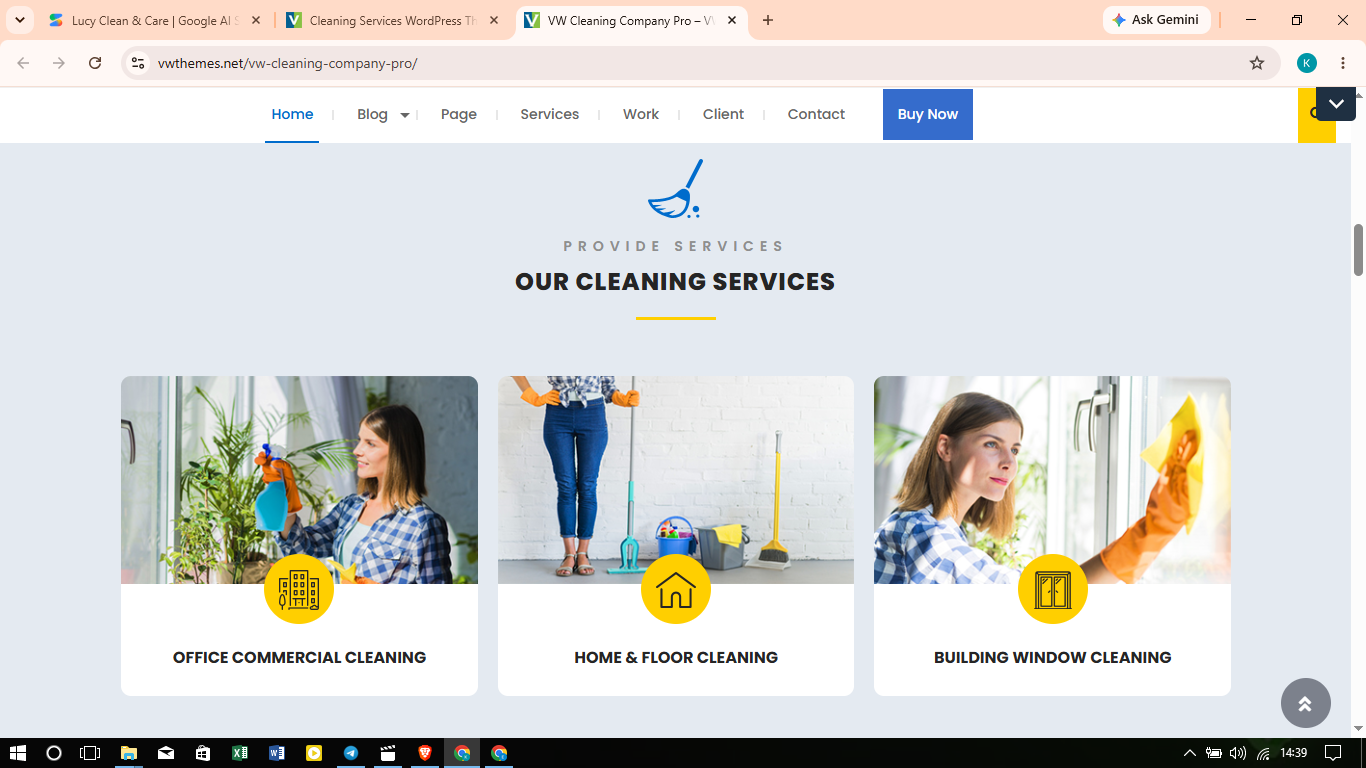 Lucy Clean & Care | Google AI S
Cleaning Services WordPress Th
VW Cleaning Company Pro – VW
Ask Gemini
vwthemes.net/vw-cleaning-company-pro/
K
Home
Blog
Page
Services
Work
Client
Contact
Buy Now
PROVIDE SERVICES
OUR CLEANING SERVICES
OFFICE COMMERCIAL CLEANING
HOME & FLOOR CLEANING
BUILDING WINDOW CLEANING
14:39